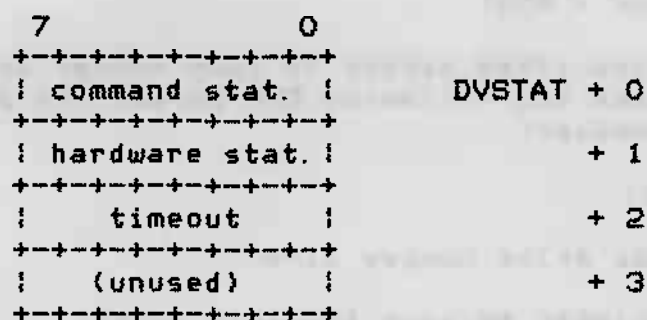 7 0
+-+-+-+-+-+-+-+-+
| command stat. | DVSTAT + 0
+-+-+-+-+-+-+-+-+
| hardware stat. | + 1
+-+-+-+-+-+-+-+-+
| timeout | + 2
+-+-+-+-+-+-+-+-+
| (unused) | + 3
+-+-+-+-+-+-+-+-+